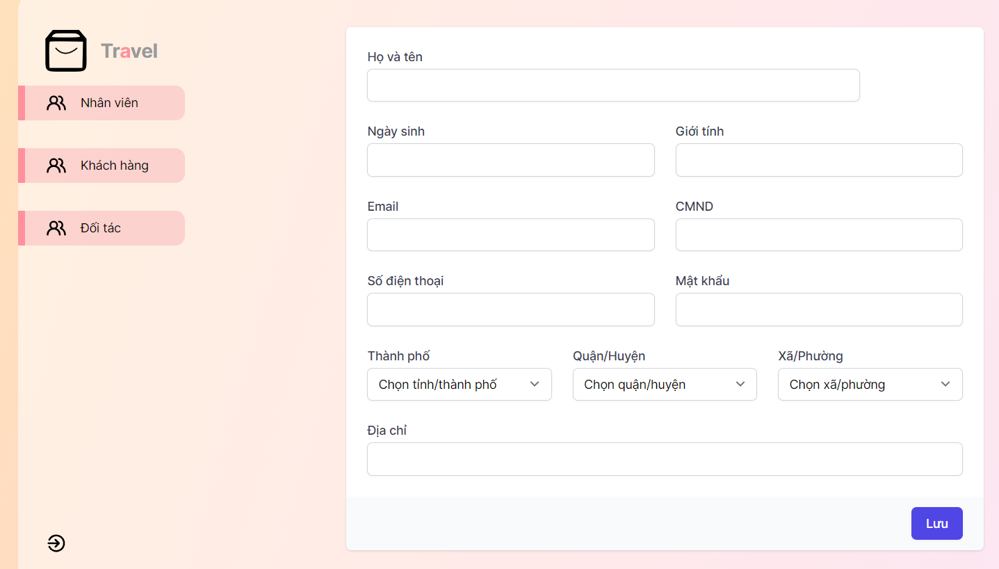 Travel
Nhân viên
Khách hàng
Đối tác
Họ và tên
Ngày sinh
Giới tính
Email
CMND
Số điện thoại
Mật khẩu
Thành phố
Quận/Huyện
Xã/Phường
Chọn tỉnh/thành phố
Chọn quận/huyện
Chọn xã/phường
Địa chỉ
Lưu